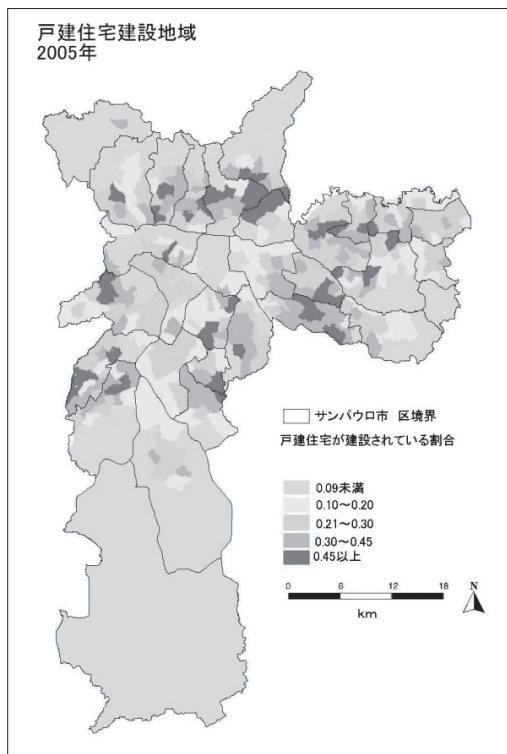 戸建住宅建設地域
2005年
サンパウロ市 区境界
戸建住宅が建設されている割合
0.09未満
0.10～0.20
0.21～0.30
0.30～0.45
0.45以上
0 6 12 18
km
N